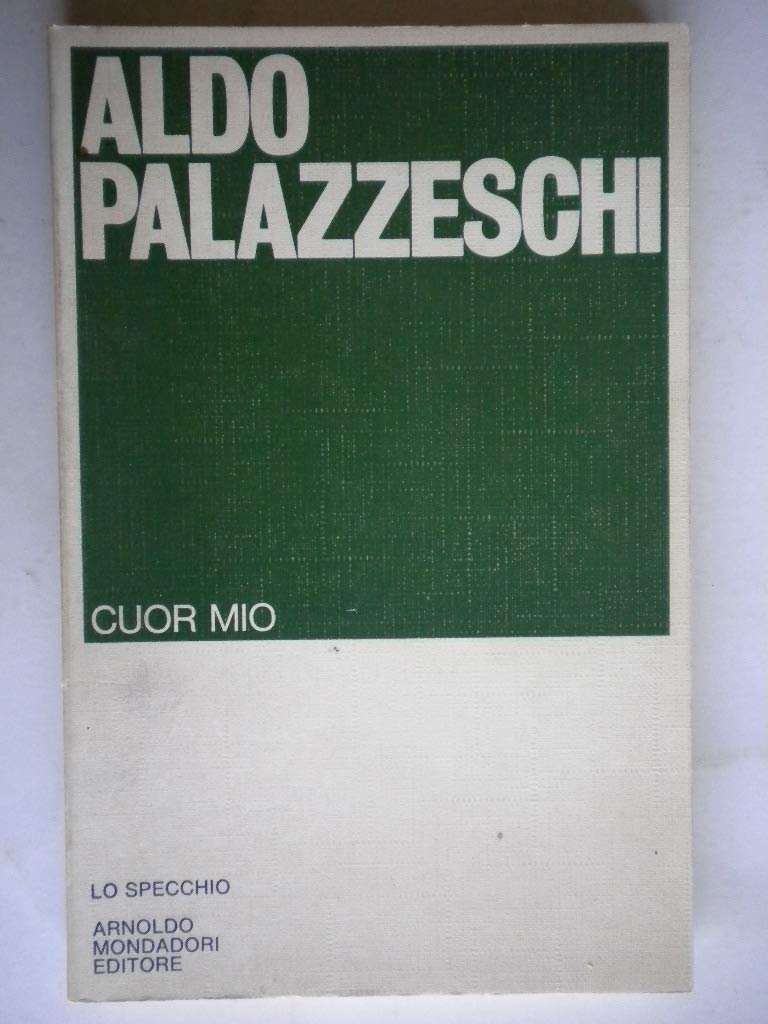 ALDO
PALAZZESCHI
CUOR MIO
LO SPECCHIO
ARNOLDO
MONDADORI
EDITORE